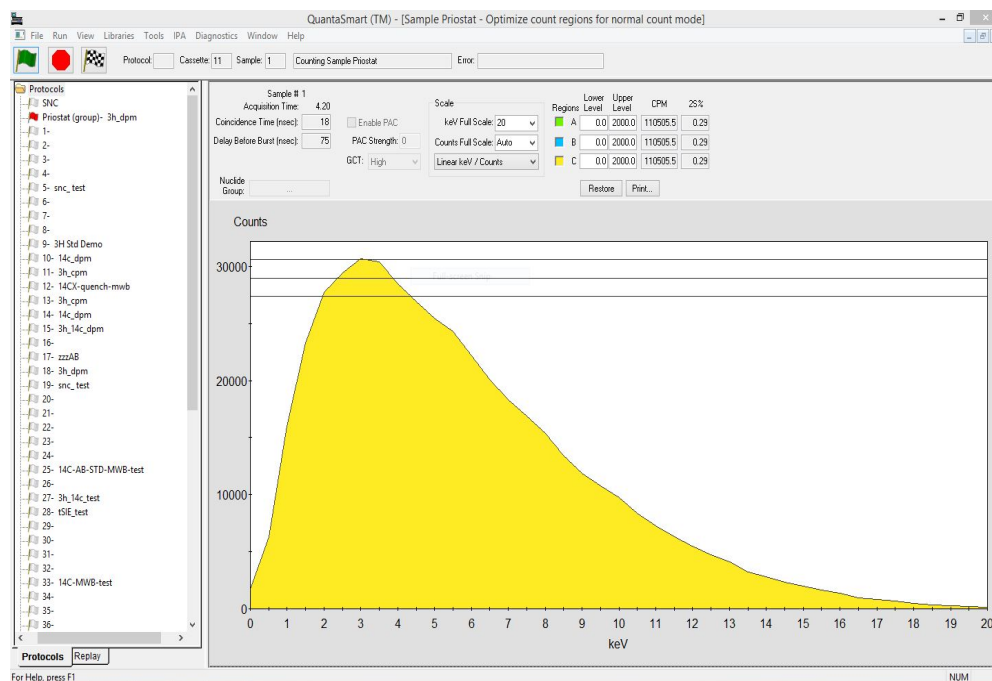 QuantaSmart (TM) - [Sample Priostat - Optimize count regions for normal count mode]
File Run View Libraries Tools IPA Diagnostics Window Help
Protocol: Cassette: 11 Sample: 1 Counting Sample Priostat Error:
Protocols
SNC
Priostat (group)- 3h_dpm
1-
2-
3-
4-
5- snc_ test
6-
7-
8-
9- 3H Std Demo
10- 14c_dpm
11- 3h_cpm
12- 14CX-quench-mwb
13- 3h_cpm
14- 14c_dpm
15- 3h_14c_dpm
16-
17- zzzAB
18- 3h_dpm
19- snc_ test
20-
21-
22-
23-
24-
25- 14C-AB-STD-MWB-test
26-
27- 3h_14c_test
28- tSIE_test
29-
30-
31-
32-
33- 14C-MWB-test
34-
35-
36-
Protocols Replay
Sample # 1
Acquisition Time: 4.20
Coincidence Time (nsec): 18
Delay Before Burst (nsec): 75
Enable PAC
PAC Strength: 0
GCT: High
Nuclide Group: ...
Scale
keV Full Scale: 20
Counts Full Scale: Auto
Linear keV / Counts
Regions Lower Level Upper Level CPM 2S%
A 0.0 2000.0 110505.5 0.29
B 0.0 2000.0 110505.5 0.29
C 0.0 2000.0 110505.5 0.29
Restore Print...
Counts
30000
20000
10000
0
0 1 2 3 4 5 6 7 8 9 10 11 12 13 14 15 16 17 18 19 20
keV
For Help, press F1
NUM